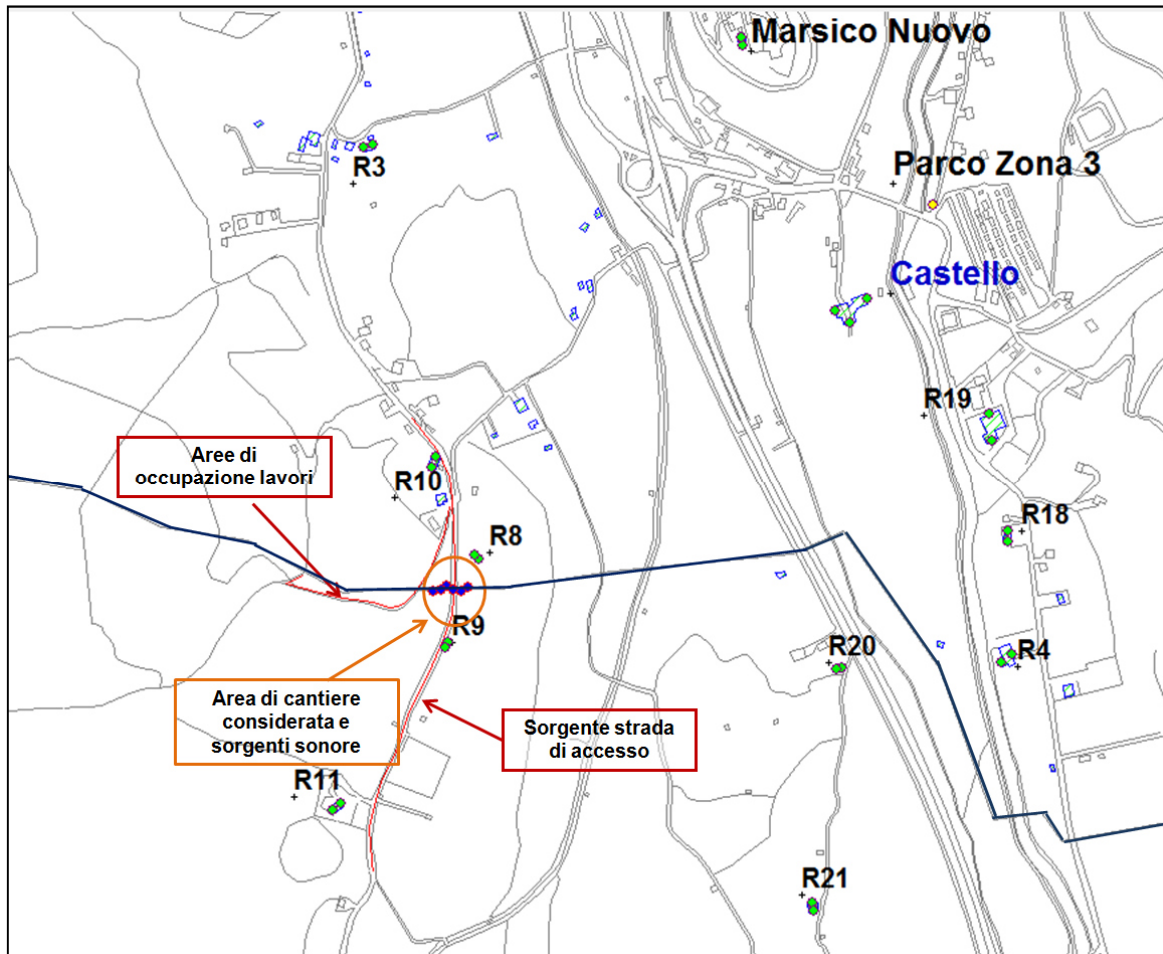 Marsico Nuovo
R3
Parco Zona 3
Castello
R19
Aree di
occupazione lavori
R10
R8
R18
R9
R20
R4
Area di cantiere
considerata e
sorgenti sonore
Sorgente strada
di accesso
R11
R21